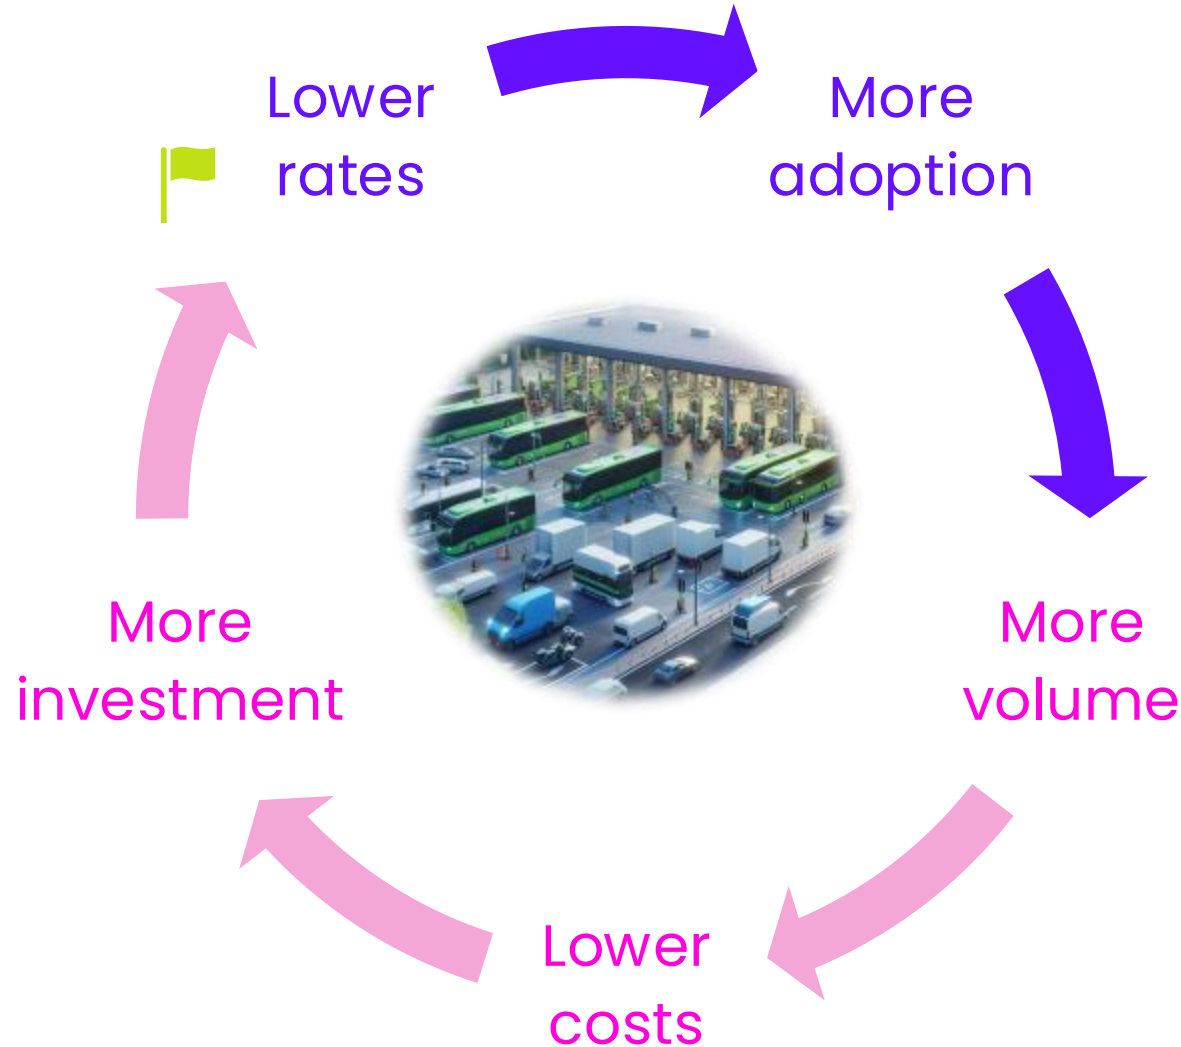 Lower
rates
More
adoption
More
volume
Lower
costs
More
investment